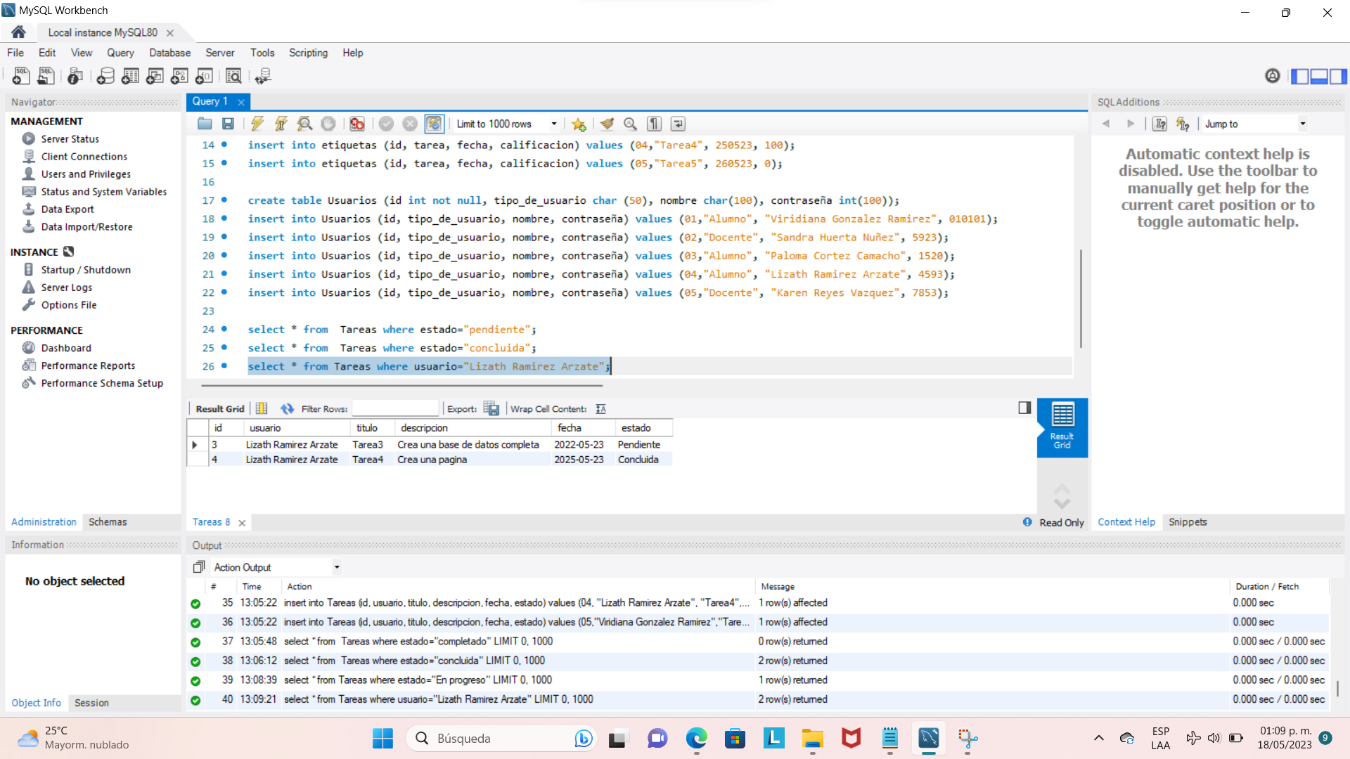 MySQL Workbench
Local instance MySQL80
File Edit View Query Database Server Tools Scripting Help
Navigator
MANAGEMENT
Server Status
Client Connections
Users and Privileges
Status and System Variables
Data Export
Data Import/Restore
INSTANCE
Startup / Shutdown
Server Logs
Options File
PERFORMANCE
Dashboard
Performance Reports
Performance Schema Setup
Administration Schemas
Information
No object selected
Object Info Session
Query 1
Limit to 1000 rows
14 insert into etiquetas (id, tarea, fecha, calificacion) values (04,"Tarea4", 250523, 100);
15 insert into etiquetas (id, tarea, fecha, calificacion) values (05,"Tarea5", 260523, 0);
16
17 create table Usuarios (id int not null, tipo_de_usuario char (50), nombre char(100), contraseña int(100));
18 insert into Usuarios (id, tipo_de_usuario, nombre, contraseña) values (01,"Alumno", "Viridiana Gonzalez Ramirez", 010101);
19 insert into Usuarios (id, tipo_de_usuario, nombre, contraseña) values (02,"Docente", "Sandra Huerta Nuñez", 5923);
20 insert into Usuarios (id, tipo_de_usuario, nombre, contraseña) values (03,"Alumno", "Paloma Cortez Camacho", 1520);
21 insert into Usuarios (id, tipo_de_usuario, nombre, contraseña) values (04,"Alumno", "Lizath Ramirez Arzate", 4593);
22 insert into Usuarios (id, tipo_de_usuario, nombre, contraseña) values (05,"Docente", "Karen Reyes Vazquez", 7853);
23
24 select * from  Tareas where estado="pendiente";
25 select * from  Tareas where estado="concluida";
26 select * from Tareas where usuario="Lizath Ramirez Arzate";
Result Grid Filter Rows: Export: Wrap Cell Content:
id usuario titulo descripcion fecha estado
3 Lizath Ramirez Arzate Tarea3 Crea una base de datos completa 2022-05-23 Pendiente
4 Lizath Ramirez Arzate Tarea4 Crea una pagina 2025-05-23 Concluida
Result
Grid
Tareas 8
Read Only
SQLAdditions
Jump to
Automatic context help is
disabled. Use the toolbar to
manually get help for the
current caret position or to
toggle automatic help.
Context Help Snippets
Output
Action Output
# Time Action Message Duration / Fetch
35 13:05:22 insert into Tareas (id, usuario, titulo, descripcion, fecha, estado) values (04, "Lizath Ramirez Arzate", "Tarea4",... 1 row(s) affected 0.000 sec
36 13:05:22 insert into Tareas (id, usuario, titulo, descripcion, fecha, estado) values (05,"Viridiana Gonzalez Ramirez","Tare... 1 row(s) affected 0.000 sec
37 13:05:48 select * from  Tareas where estado="completado" LIMIT 0, 1000 0 row(s) returned 0.000 sec / 0.000 sec
38 13:06:12 select * from  Tareas where estado="concluida" LIMIT 0, 1000 2 row(s) returned 0.000 sec / 0.000 sec
39 13:08:39 select * from Tareas where estado="En progreso" LIMIT 0, 1000 1 row(s) returned 0.000 sec / 0.000 sec
40 13:09:21 select * from Tareas where usuario="Lizath Ramirez Arzate" LIMIT 0, 1000 2 row(s) returned 0.000 sec / 0.000 sec
25°C
Mayorm. nublado
Búsqueda
ESP
LAA
01:09 p. m.
18/05/2023
9